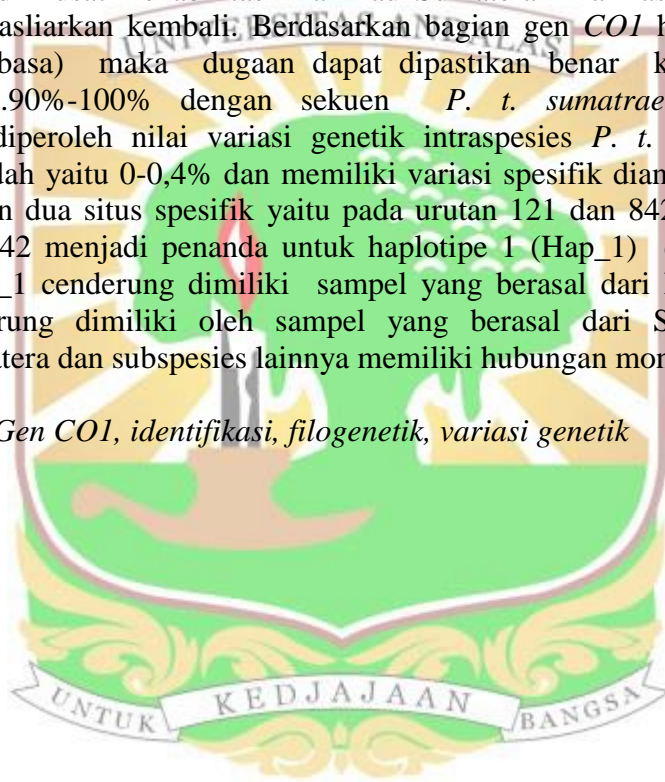 UNIVERSITAS ANDALAS
asliarkan kembali. Berdasarkan bagian gen CO1 h
basa) maka dugaan dapat dipastikan benar k
.90%-100% dengan sekuen P. t. sumatrae
diperoleh nilai variasi genetik intraspesies P. t.
lah yaitu 0-0,4% dan memiliki variasi spesifik dian
n dua situs spesifik yaitu pada urutan 121 dan 842
42 menjadi penanda untuk haplotipe 1 (Hap_1)
_1 cenderung dimiliki sampel yang berasal dari
rung dimiliki oleh sampel yang berasal dari S
atera dan subspesies lainnya memiliki hubungan mon
Gen CO1, identifikasi, filogenetik, variasi genetik
UNTUK KEDJAJAAN BANGSA